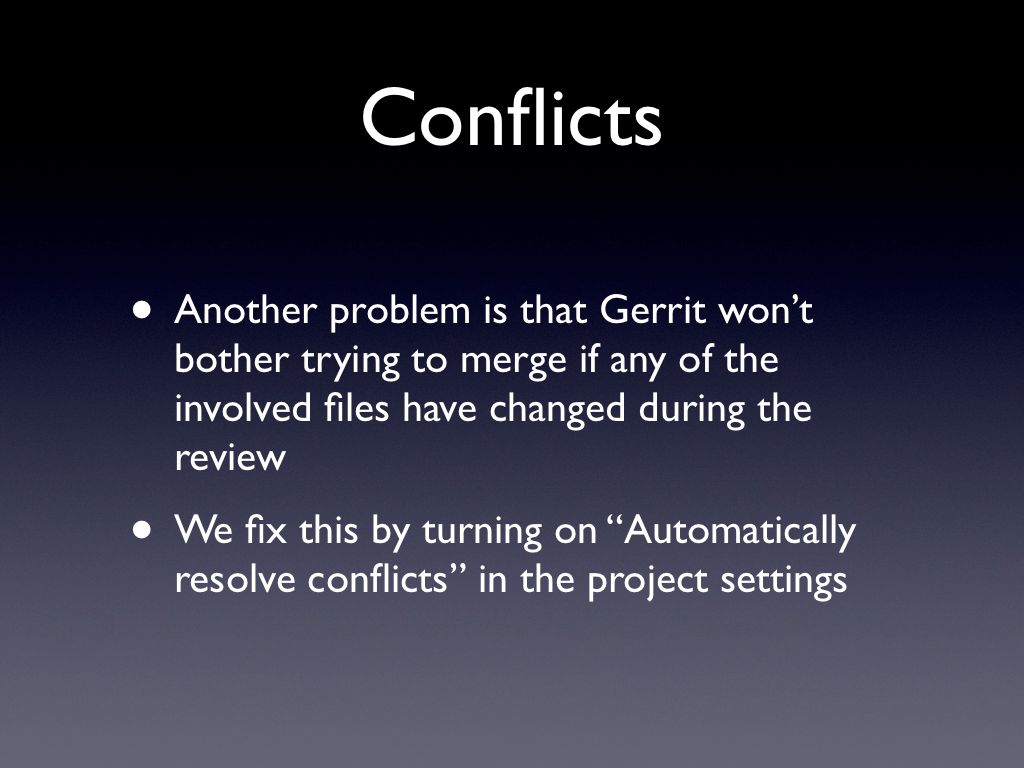 Conflicts
• Another problem is that Gerrit won’t
bother trying to merge if any of the
involved files have changed during the
review
• We fix this by turning on “Automatically
resolve conflicts” in the project settings